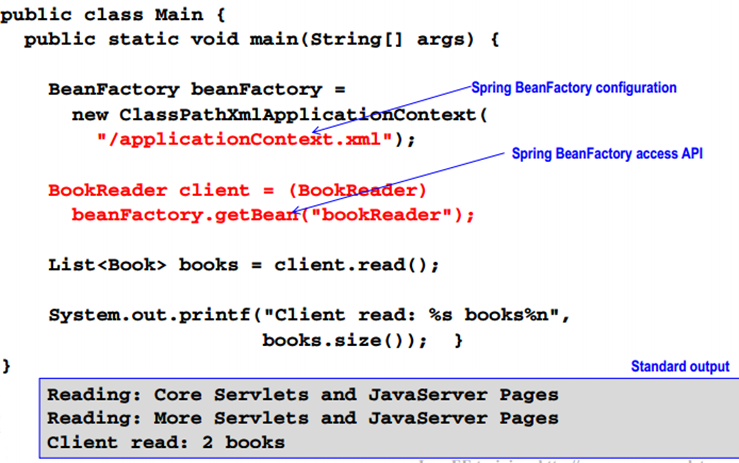 public class Main {
public static void main(String[] args) {
BeanFactory beanFactory =
Spring BeanFactory configuration
new ClassPathXmlApplicationContext(
"/applicationContext.xml");
Spring BeanFactory access API
BookReader client = (BookReader)
beanFactory.getBean("bookReader");
List<Book> books = client.read();
System.out.printf("Client read: %s books%n",
books.size()); }
}
Standard output
Reading: Core Servlets and JavaServer Pages
Reading: More Servlets and JavaServer Pages
Client read: 2 books